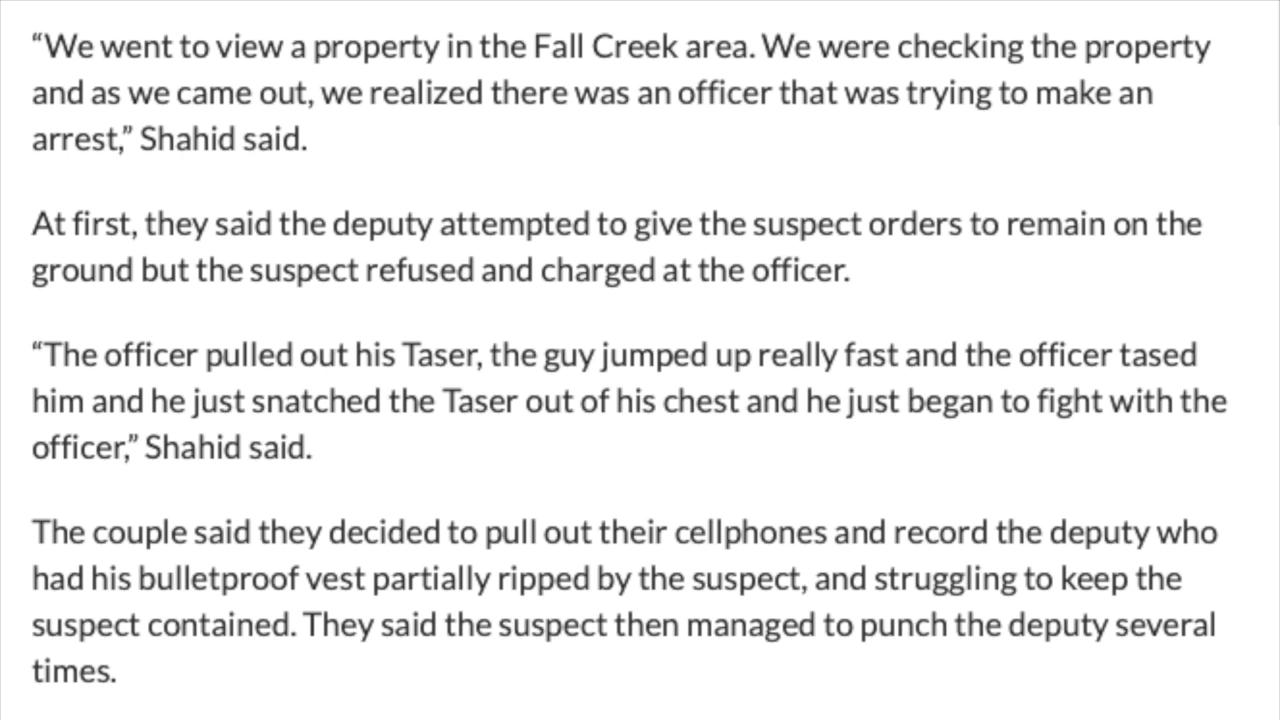 “We went to view a property in the Fall Creek area. We were checking the property
and as we came out, we realized there was an officer that was trying to make an
arrest,” Shahid said.
At first, they said the deputy attempted to give the suspect orders to remain on the
ground but the suspect refused and charged at the officer.
“The officer pulled out his Taser, the guy jumped up really fast and the officer tased
him and he just snatched the Taser out of his chest and he just began to fight with the
officer,” Shahid said.
The couple said they decided to pull out their cellphones and record the deputy who
had his bulletproof vest partially ripped by the suspect, and struggling to keep the
suspect contained. They said the suspect then managed to punch the deputy several
times.